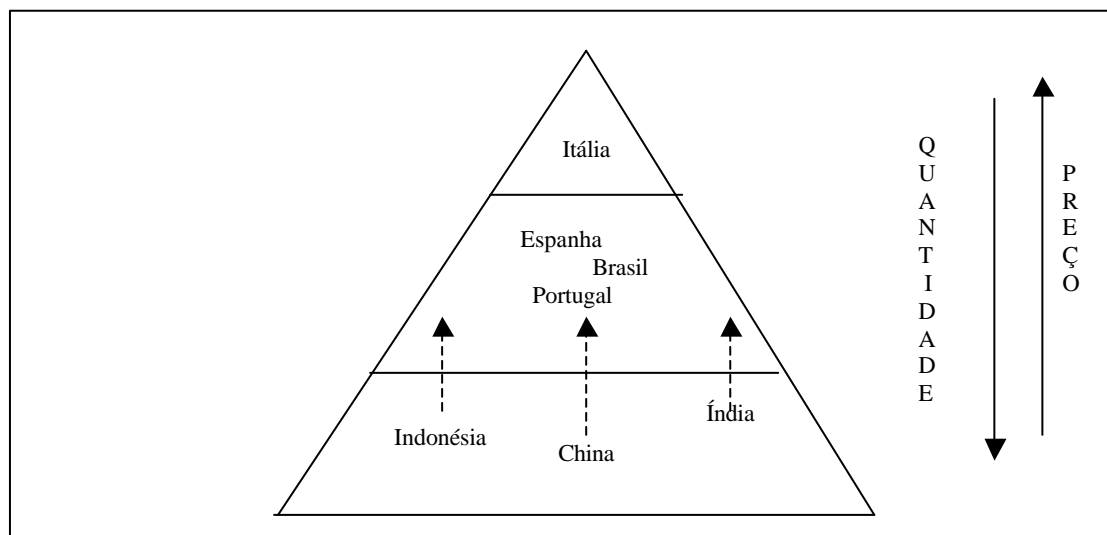 Itália
Espanha
Brasil
Portugal
Indonésia
China
Índia
QUANTIDADE
PREÇO